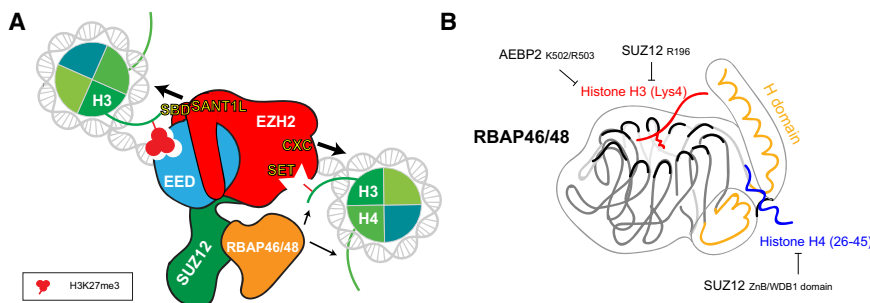 A
H3
SBD
SANT1L
EZH2
CXC
EED
SET
H3
H4
SUZ12
RBAP46/48
H3K27me3
B
AEBP2 K502/R503
SUZ12 R196
Histone H3 (Lys4)
RBAP46/48
H domain
Histone H4 (26-45)
SUZ12 ZnB/WDB1 domain